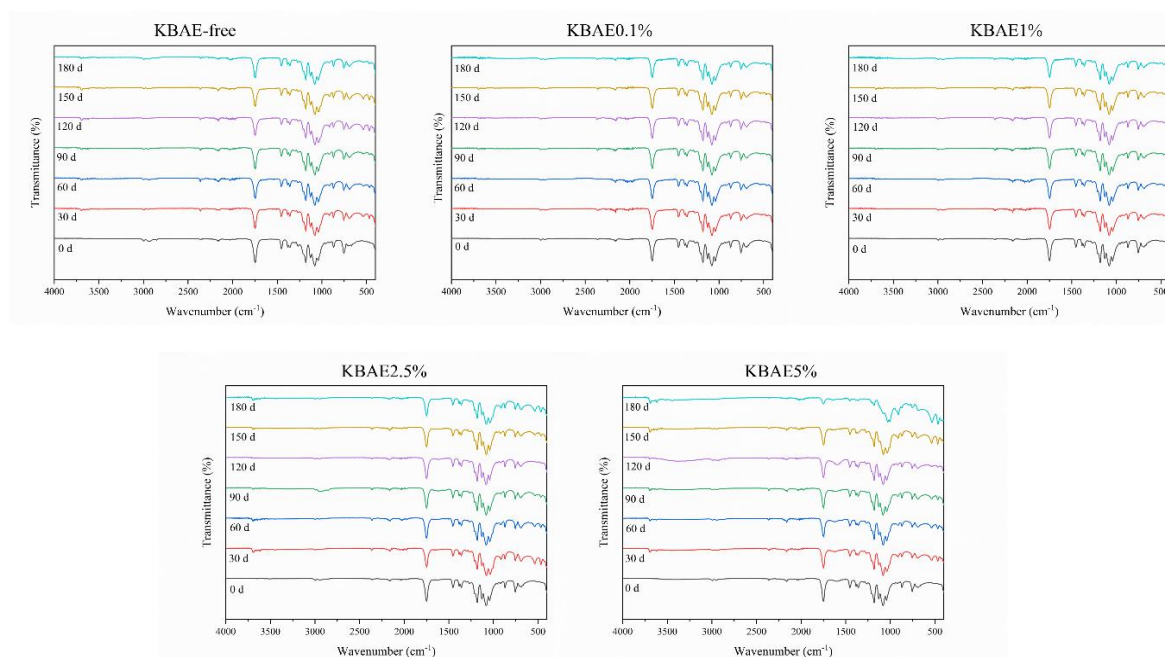 KBAE-free
KBAE0.1%
KBAE1%
Transmittance (%)
180 d
150 d
120 d
90 d
60 d
30 d
0 d
4000 3500 3000 2500 2000 1500 1000 500
Wavenumber (cm⁻¹)
Transmittance (%)
180 d
150 d
120 d
90 d
60 d
30 d
0 d
4000 3500 3000 2500 2000 1500 1000 500
Wavenumber (cm⁻¹)
Transmittance (%)
180 d
150 d
120 d
90 d
60 d
30 d
0 d
4000 3500 3000 2500 2000 1500 1000 500
Wavenumber (cm⁻¹)
KBAE2.5%
KBAE5%
Transmittance (%)
180 d
150 d
120 d
90 d
60 d
30 d
0 d
4000 3500 3000 2500 2000 1500 1000 500
Wavenumber (cm⁻¹)
Transmittance (%)
180 d
150 d
120 d
90 d
60 d
30 d
0 d
4000 3500 3000 2500 2000 1500 1000 500
Wavenumber (cm⁻¹)